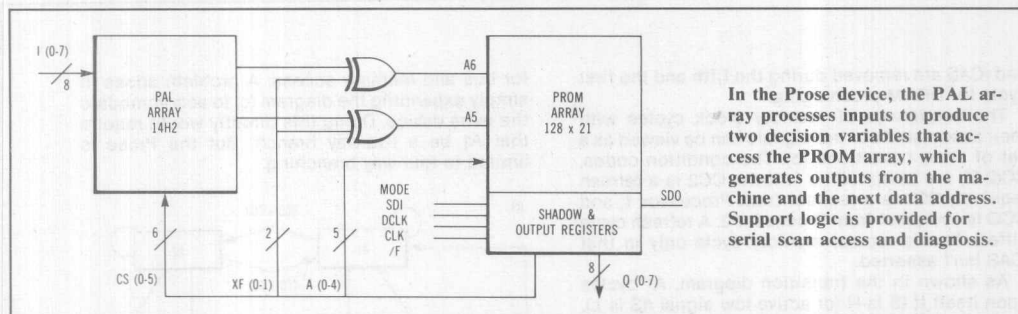 I (0-7)
8
PAL
ARRAY
14H2
A6
A5
PROM
ARRAY
128 x 21
MODE
SDI
DCLK
CLK
/F
SHADOW &
OUTPUT REGISTERS
SDO
6
CS (0-5)
2
XF (0-1)
5
A (0-4)
8
O (0-7)
In the Prose device, the PAL ar-
ray processes inputs to produce
two decision variables that ac-
cess the PROM array, which
generates outputs from the ma-
chine and the next data address.
Support logic is provided for
serial scan access and diagnosis.